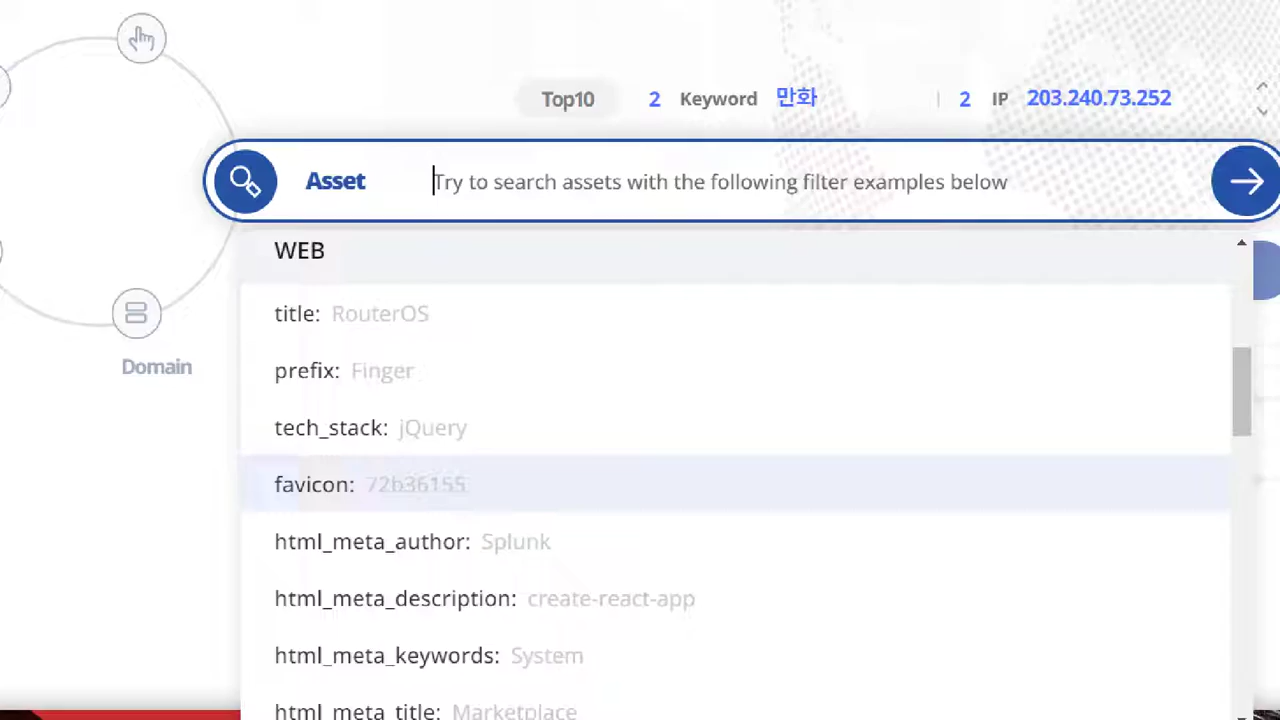 Top10 2 Keyword 만화 | 2 IP 203.240.73.252
Asset Try to search assets with the following filter examples below
WEB
title: RouterOS
prefix: Finger
Domain
tech_stack: jQuery
favicon: 72b36155
html_meta_author: Splunk
html_meta_description: create-react-app
html_meta_keywords: System
html_meta_title: Marketplace